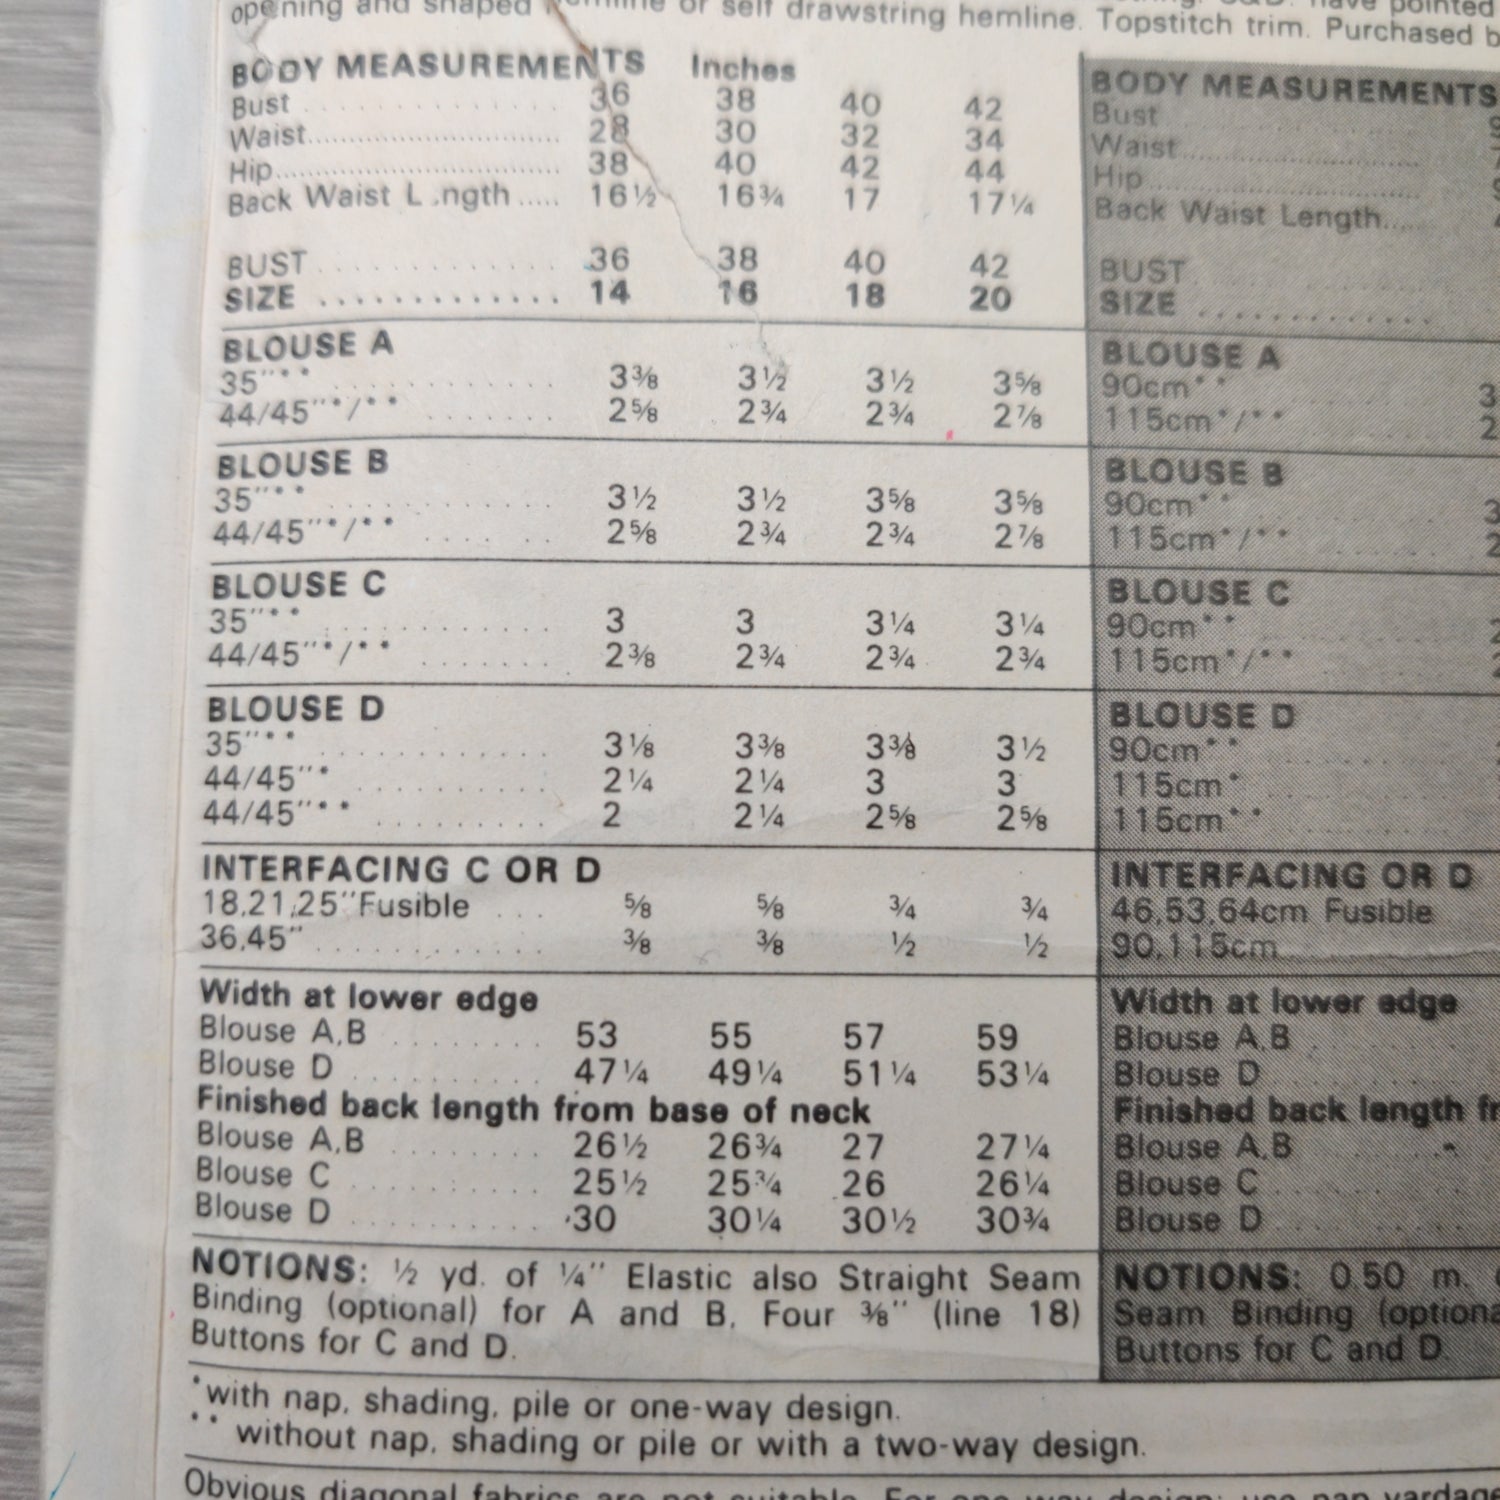 opening and shaped hemline or self drawstring hemline. Topstitch trim. Purchased
BODY MEASUREMENTS Inches
Bust 36 38 40 42
Waist 28 30 32 34
Hip 38 40 42 44
Back Waist L.ngth 16½ 16¾ 17 17¼
BUST 36 38 40 42
SIZE 14 16 18 20
BLOUSE A
35"** 3⅜ 3½ 3½ 3⅝
44/45"*/** 2⅝ 2¾ 2¾ 2⅞
BLOUSE B
35"** 3½ 3½ 3⅝ 3⅝
44/45"*/** 2⅝ 2¾ 2¾ 2⅞
BLOUSE C
35"** 3 3 3¼ 3¼
44/45"*/** 2⅜ 2¾ 2¾ 2¾
BLOUSE D
35"** 3⅛ 3⅜ 3⅜ 3½
44/45"* 2¼ 2¼ 3 3
44/45"** 2 2¼ 2⅝ 2⅝
INTERFACING C OR D
18,21,25"Fusible ⅝ ⅝ ¾ ¾
36,45" ⅜ ⅜ ½ ½
Width at lower edge
Blouse A,B 53 55 57 59
Blouse D 47¼ 49¼ 51¼ 53¼
Finished back length from base of neck
Blouse A,B 26½ 26¾ 27 27¼
Blouse C 25½ 25¾ 26 26¼
Blouse D 30 30¼ 30½ 30¾
NOTIONS: ½ yd. of ¼" Elastic also Straight Seam
Binding (optional) for A and B, Four ⅜" (line 18)
Buttons for C and D.
BODY MEASUREMENTS
Bust
Waist
Hip
Back Waist Length
BUST
SIZE
BLOUSE A
90cm**
115cm*/**
BLOUSE B
90cm**
115cm*/**
BLOUSE C
90cm**
115cm*/**
BLOUSE D
90cm**
115cm*
115cm**
INTERFACING OR D
46,53,64cm Fusible
90,115cm
Width at lower edge
Blouse A,B
Blouse D
Finished back length
Blouse A,B
Blouse C
Blouse D
NOTIONS: 0.50 m.
Seam Binding
Buttons for C and D.
*with nap, shading, pile or one-way design.
** without nap, shading or pile or with a two-way design.
Obvious diagonal fabrics are not suitable. For one-way design: use nap